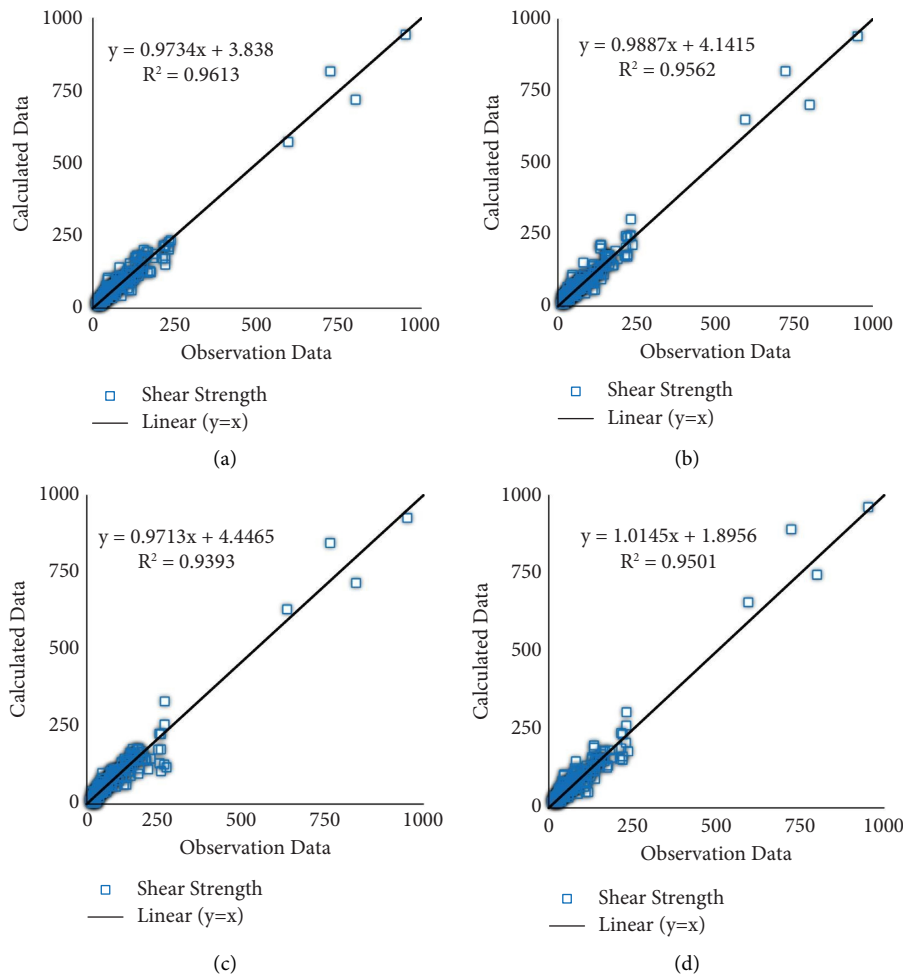 1000
y = 0.9734x + 3.838
R² = 0.9613
750
500
250
0
0 250 500 750 1000
Calculated Data
Observation Data
Shear Strength
Linear (y=x)
(a)
1000
y = 0.9887x + 4.1415
R² = 0.9562
750
500
250
0
0 250 500 750 1000
Calculated Data
Observation Data
Shear Strength
Linear (y=x)
(b)
1000
y = 0.9713x + 4.4465
R² = 0.9393
750
500
250
0
0 250 500 750 1000
Calculated Data
Observation Data
Shear Strength
Linear (y=x)
(c)
1000
y = 1.0145x + 1.8956
R² = 0.9501
750
500
250
0
0 250 500 750 1000
Calculated Data
Observation Data
Shear Strength
Linear (y=x)
(d)